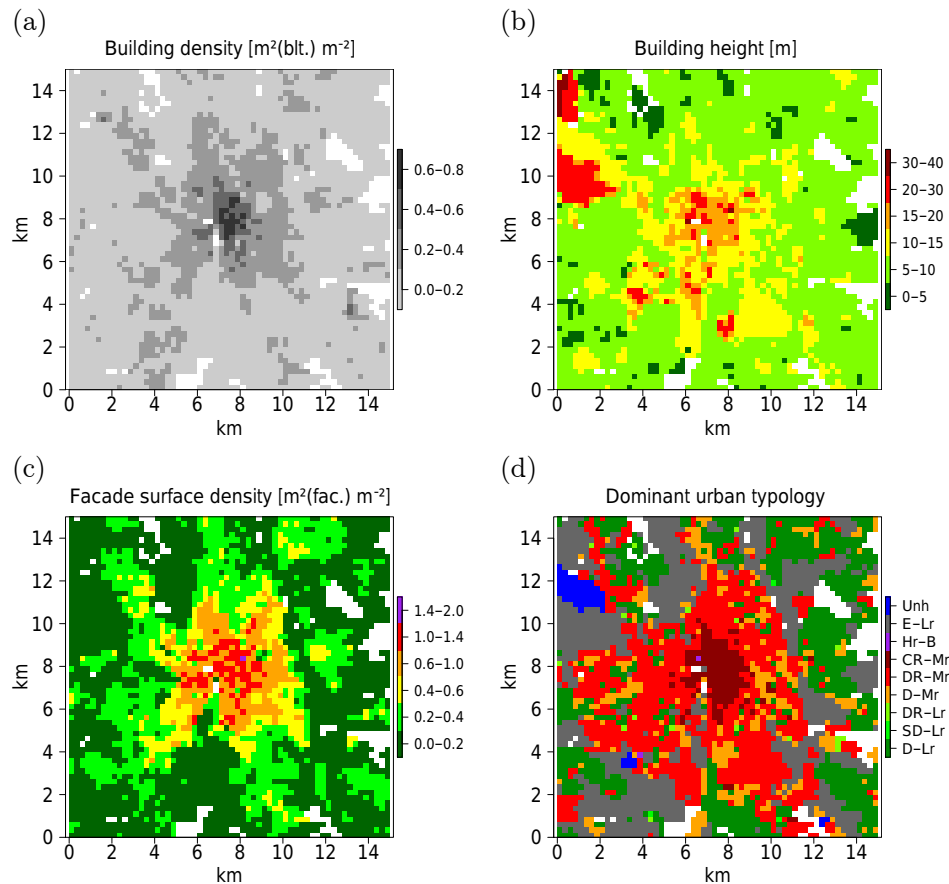 (a)
Building density [m²(blt.) m⁻²]
14
12
10
8
6
4
2
0
km
0 2 4 6 8 10 12 14
km
0.6−0.8
0.4−0.6
0.2−0.4
0.0−0.2
(b)
Building height [m]
14
12
10
8
6
4
2
0
km
0 2 4 6 8 10 12 14
km
30−40
20−30
15−20
10−15
5−10
0−5
(c)
Facade surface density [m²(fac.) m⁻²]
14
12
10
8
6
4
2
0
km
0 2 4 6 8 10 12 14
km
1.4−2.0
1.0−1.4
0.6−1.0
0.4−0.6
0.2−0.4
0.0−0.2
(d)
Dominant urban typology
14
12
10
8
6
4
2
0
km
0 2 4 6 8 10 12 14
km
Unh
E−Lr
Hr−B
CR−Mr
DR−Mr
D−Mr
DR−Lr
SD−Lr
D−Lr